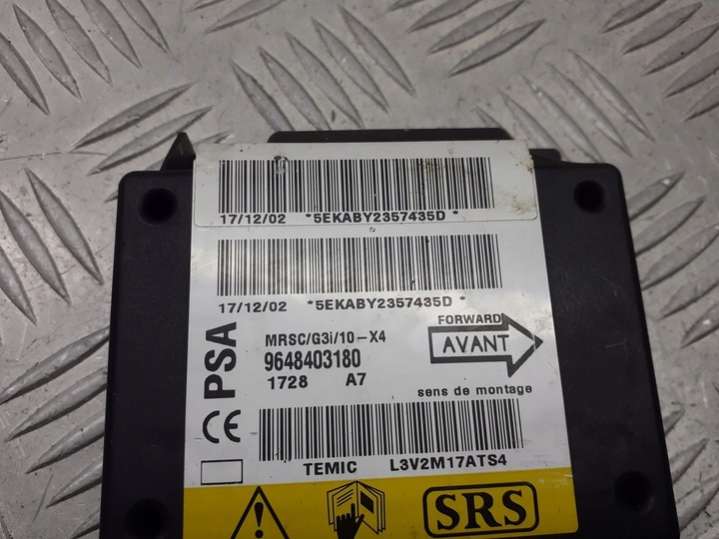 17/12/02 *5EKABY2357435D *
17/12/02 *5EKABY2357435D *
PSA
MRSC/G3i/10-X4
9648403180
1728 A7
FORWARD
AVANT
sens de montage
CE
TEMIC L3V2M17ATS4
! SRS